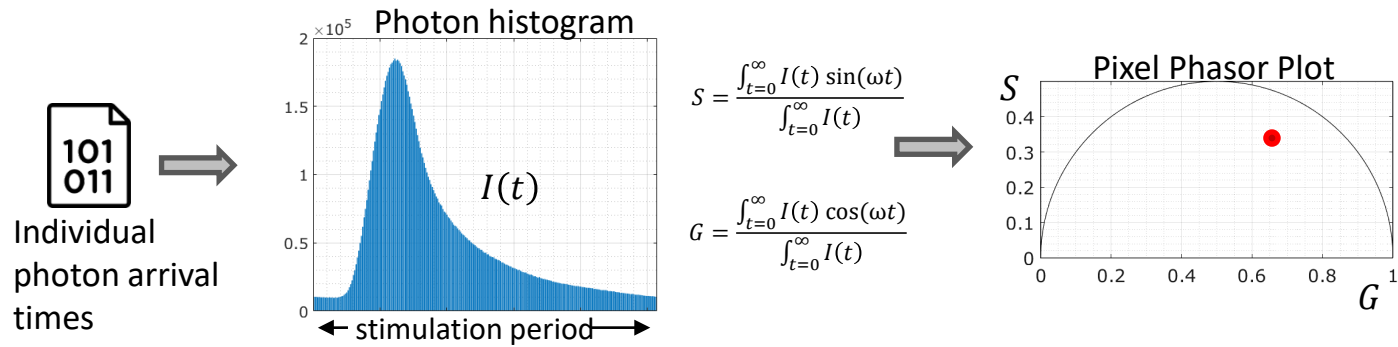 101
011
Individual
photon arrival
times
Photon histogram
×10⁵
2
1.5
1
0.5
0
I(t)
stimulation period
S = ∫_{t=0}^{∞} I(t) sin(ωt) / ∫_{t=0}^{∞} I(t)
G = ∫_{t=0}^{∞} I(t) cos(ωt) / ∫_{t=0}^{∞} I(t)
Pixel Phasor Plot
S
0.4
0.3
0.2
0.1
0
0 0.2 0.4 0.6 0.8 1
G